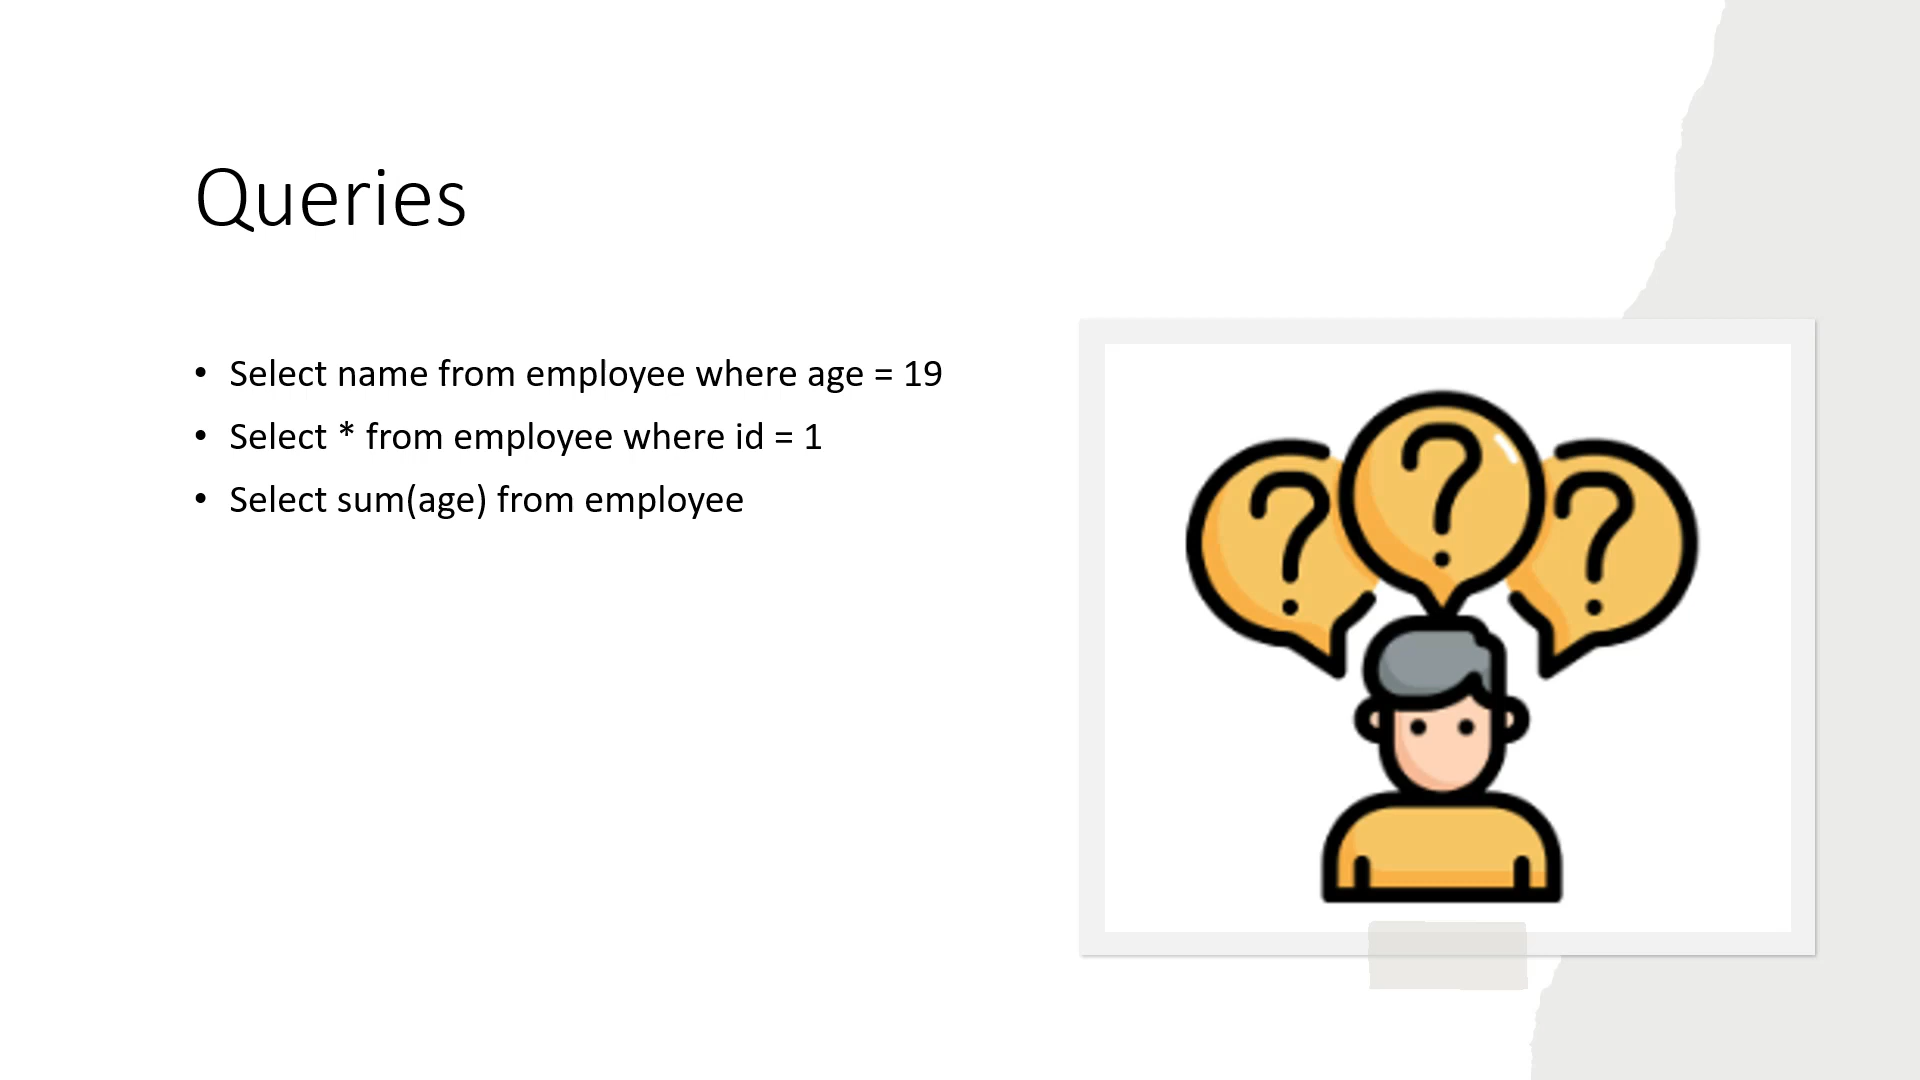 Queries
• Select name from employee where age = 19
• Select * from employee where id = 1
• Select sum(age) from employee
? ? ?